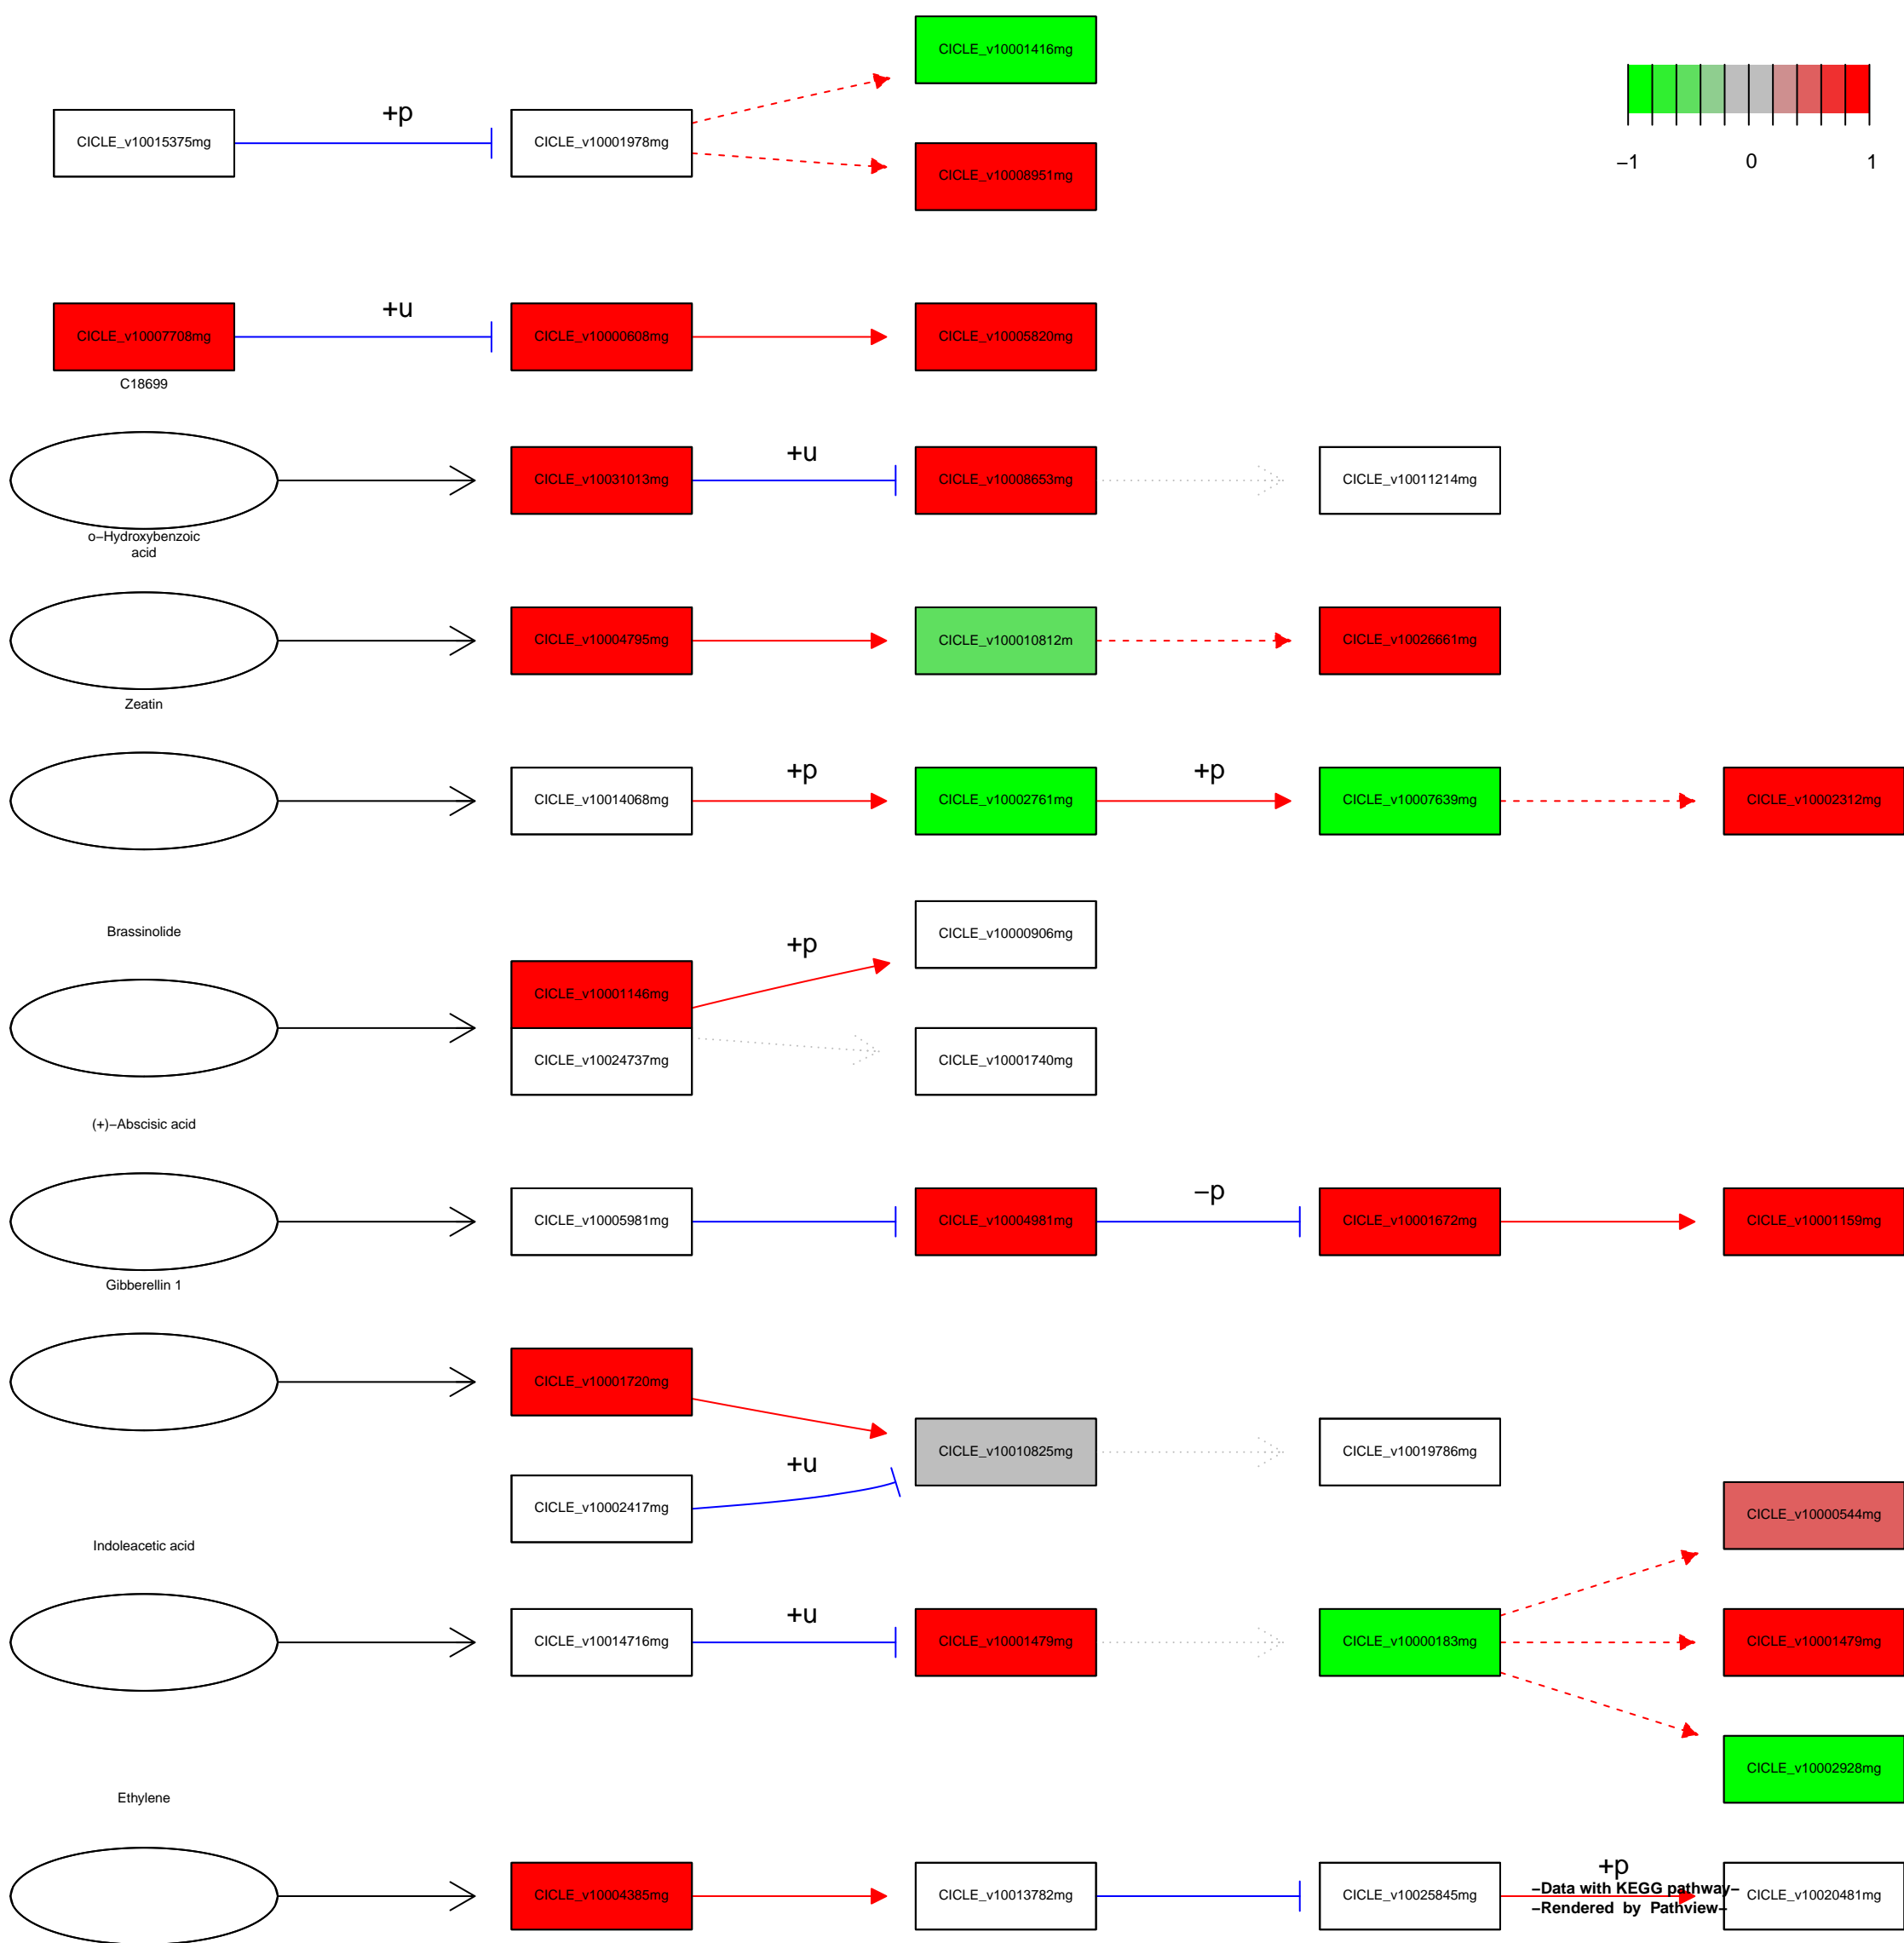 CICLE_v10001416mg
+p
CICLE_v10015375mg
CICLE_v10001978mg
CICLE_v10008951mg
−1 0 1
+u
CICLE_v10007708mg
CICLE_v10000608mg
CICLE_v10005820mg
C18699
+u
CICLE_v10031013mg
CICLE_v10008653mg
CICLE_v10011214mg
o−Hydroxybenzoic
acid
CICLE_v10004795mg
CICLE_v100010812m
CICLE_v10026661mg
Zeatin
+p
+p
CICLE_v10014068mg
CICLE_v10002761mg
CICLE_v10007639mg
CICLE_v10002312mg
Brassinolide
CICLE_v10000906mg
+p
CICLE_v10001146mg
CICLE_v10024737mg
CICLE_v10001740mg
(+)−Abscisic acid
−p
CICLE_v10005981mg
CICLE_v10004981mg
CICLE_v10001672mg
CICLE_v10001159mg
Gibberellin 1
CICLE_v10001720mg
CICLE_v10010825mg
CICLE_v10019786mg
+u
CICLE_v10002417mg
CICLE_v10000544mg
Indoleacetic acid
+u
CICLE_v10014716mg
CICLE_v10001479mg
CICLE_v10000183mg
CICLE_v10001479mg
CICLE_v10002928mg
Ethylene
+p
CICLE_v10004385mg
CICLE_v10013782mg
CICLE_v10025845mg
−Data with KEGG pathway−
−Rendered by Pathview−
CICLE_v10020481mg